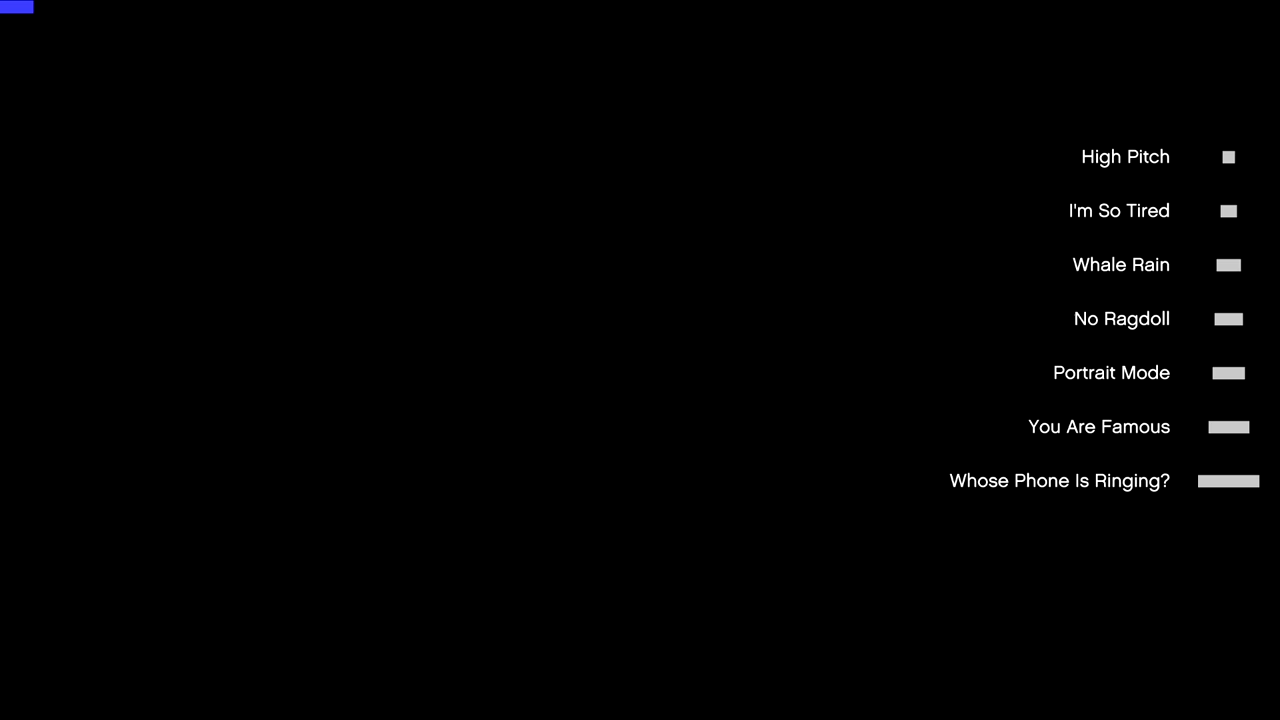 High Pitch
I'm So Tired
Whale Rain
No Ragdoll
Portrait Mode
You Are Famous
Whose Phone Is Ringing?